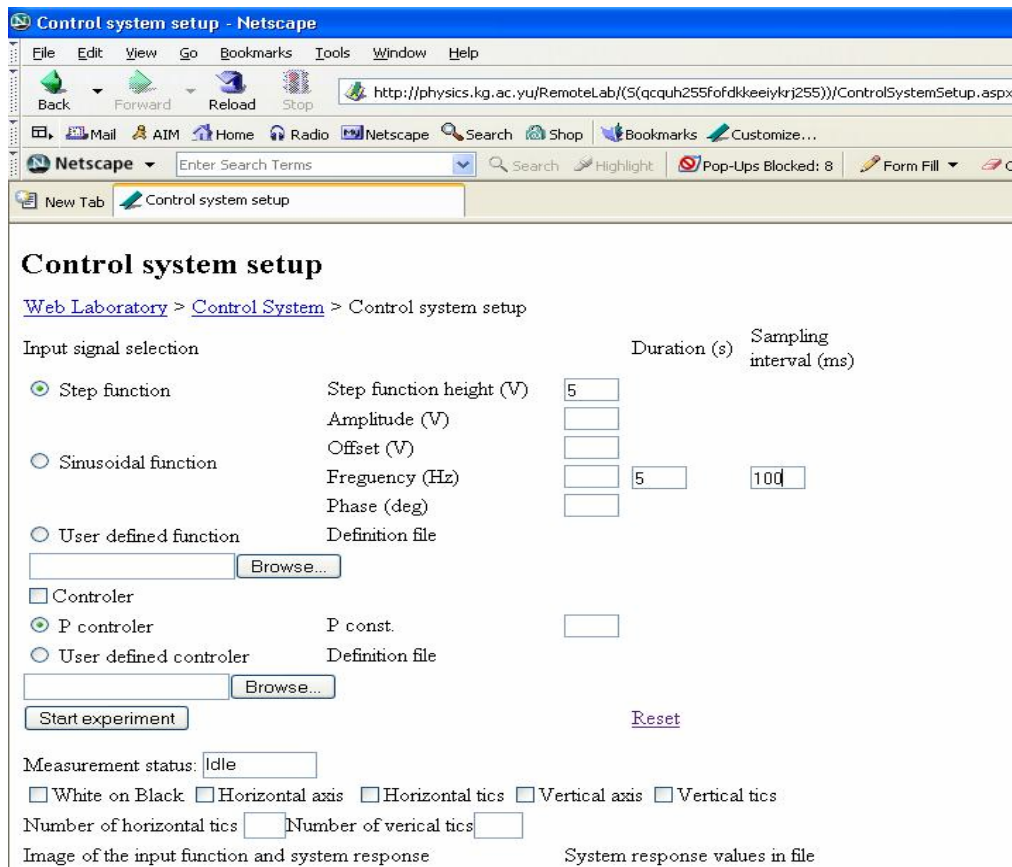 Control system setup - Netscape
File Edit View Go Bookmarks Tools Window Help
Back Forward Reload Stop http://physics.kg.ac.yu/RemoteLab/(S(qcquh255fofdkkeeiykrj255))/ControlSystemSetup.aspx
Mail AIM Home Radio Netscape Search Shop Bookmarks Customize...
Netscape Enter Search Terms Search Highlight Pop-Ups Blocked: 8 Form Fill
New Tab Control system setup
Control system setup
Web Laboratory > Control System > Control system setup
Input signal selection Duration (s) Sampling
interval (ms)
Step function Step function height (V) 5
Amplitude (V)
Offset (V)
Sinusoidal function
Freguency (Hz) 5 100
Phase (deg)
User defined function Definition file
Browse...
Controler
P controler P const.
User defined controler Definition file
Browse...
Start experiment Reset
Measurement status: Idle
White on Black Horizontal axis Horizontal tics Vertical axis Vertical tics
Number of horizontal tics Number of verical tics
Image of the input function and system response System response values in file